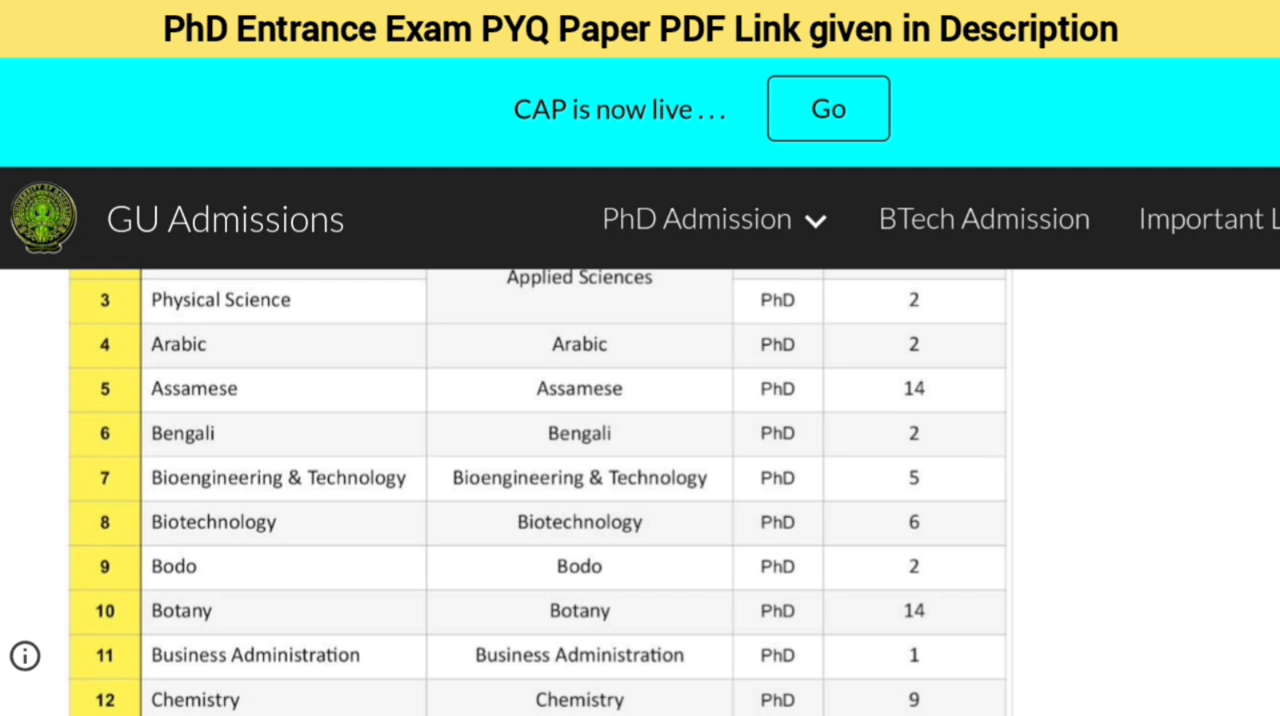 PhD Entrance Exam PYQ Paper PDF Link given in Description
CAP is now live . . . Go
GU Admissions PhD Admission BTech Admission Important L
Applied Sciences
3 Physical Science PhD 2
4 Arabic Arabic PhD 2
5 Assamese Assamese PhD 14
6 Bengali Bengali PhD 2
7 Bioengineering & Technology Bioengineering & Technology PhD 5
8 Biotechnology Biotechnology PhD 6
9 Bodo Bodo PhD 2
10 Botany Botany PhD 14
11 Business Administration Business Administration PhD 1
12 Chemistry Chemistry PhD 9